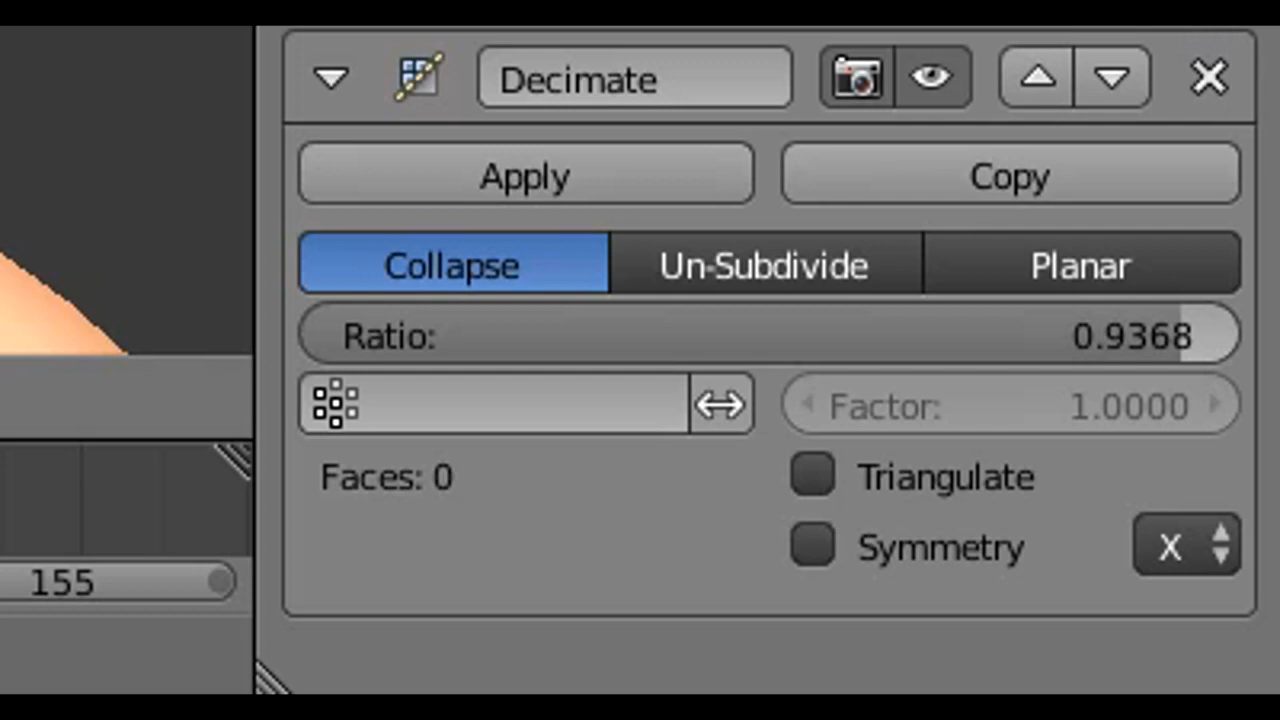 Decimate
Apply Copy
Collapse Un-Subdivide Planar
Ratio: 0.9368
Factor: 1.0000
Faces: 0 Triangulate
Symmetry X
155